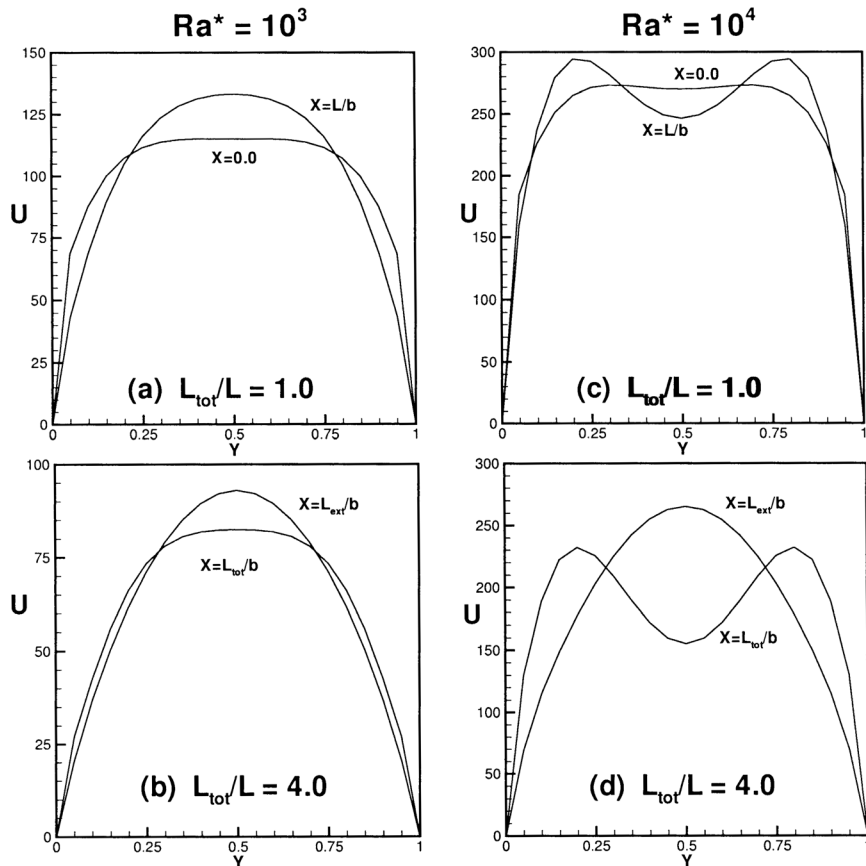 Ra* = 10³
Ra* = 10⁴
150
125
100
75
50
25
0
U
X=L/b
X=0.0
(a) L_tot/L = 1.0
0
0.25
0.5
0.75
1
Y
300
250
200
150
100
50
0
U
X=0.0
X=L/b
(c) L_tot/L = 1.0
0
0.25
0.5
0.75
1
Y
100
75
50
25
0
U
X=L_ext/b
X=L_tot/b
(b) L_tot/L = 4.0
0
0.25
0.5
0.75
1
Y
300
250
200
150
100
50
0
U
X=L_ext/b
X=L_tot/b
(d) L_tot/L = 4.0
0
0.25
0.5
0.75
1
Y